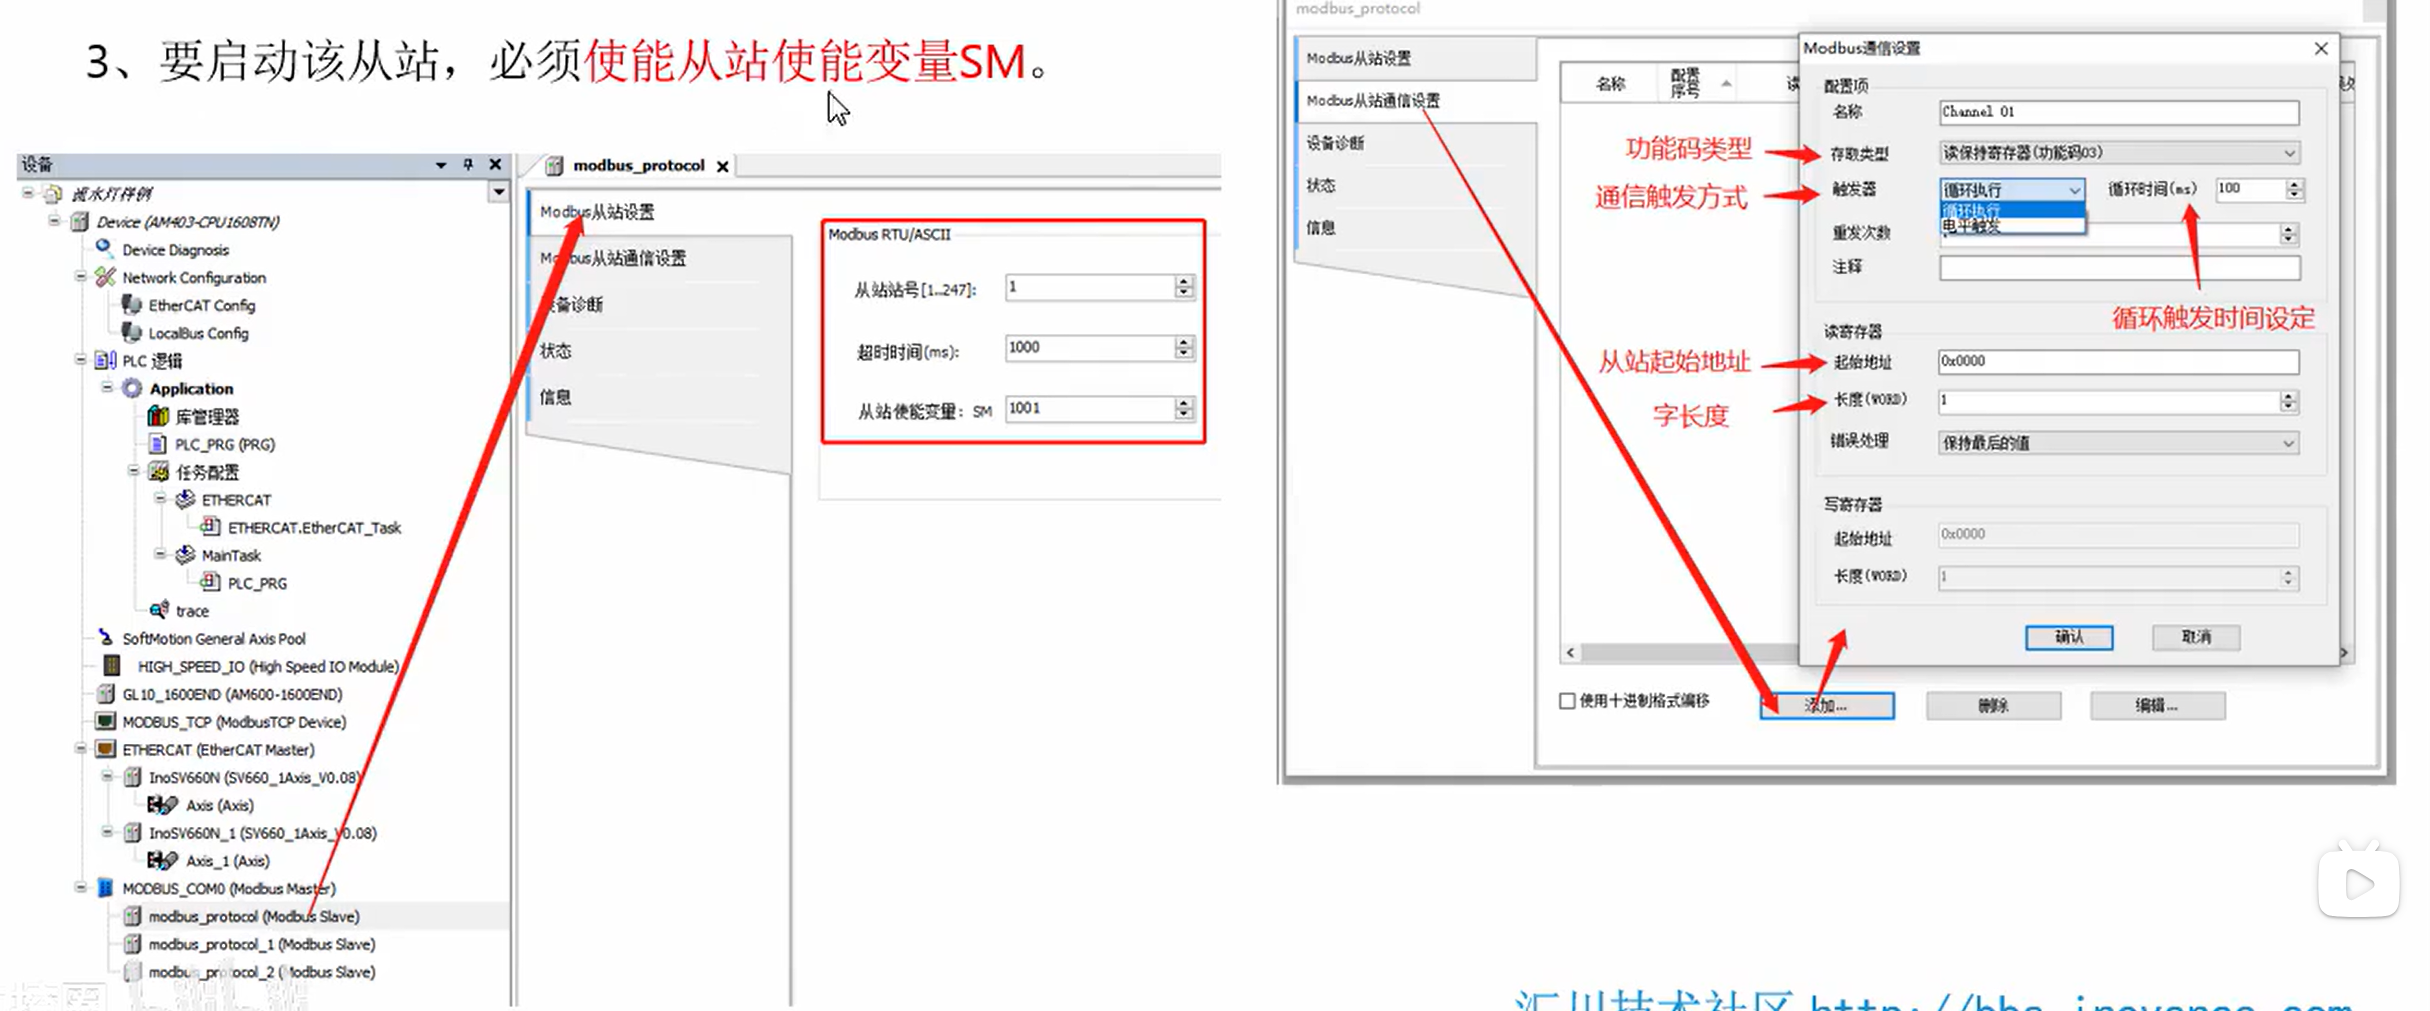 3、要启动该从站，必须使能从站使能变量SM。
设备
流水灯样例
Device (AM403-CPU1608TN)
Device Diagnosis
Network Configuration
EtherCAT Config
LocalBus Config
PLC 逻辑
Application
库管理器
PLC_PRG (PRG)
任务配置
ETHERCAT
ETHERCAT.EtherCAT_Task
MainTask
PLC_PRG
trace
SoftMotion General Axis Pool
HIGH_SPEED_IO (High Speed IO Module)
GL10_1600END (AM600-1600END)
MODBUS_TCP (ModbusTCP Device)
ETHERCAT (EtherCAT Master)
InoSV660N (SV660_1Axis_V0.08)
Axis (Axis)
InoSV660N_1 (SV660_1Axis_V0.08)
Axis_1 (Axis)
MODBUS_COM0 (Modbus Master)
modbus_protocol (Modbus Slave)
modbus_protocol_1 (Modbus Slave)
modbus_protocol_2 (Modbus Slave)
modbus_protocol
Modbus从站设置
Modbus从站通信设置
设备诊断
状态
信息
Modbus RTU/ASCII
从站站号[1..247]: 1
超时时间(ms): 1000
从站使能变量: SM 1001
modbus_protocol
Modbus从站设置
Modbus从站通信设置
设备诊断
状态
信息
名称 配置序号
Modbus通信设置
配置项
名称 Channel 01
功能码类型 存取类型 读保持寄存器(功能码03)
通信触发方式 触发器 循环执行 循环时间(ms) 100
循环执行
电平触发
重发次数
注释
循环触发时间设定
读寄存器
从站起始地址 起始地址 0x0000
字长度 长度(WORD) 1
错误处理 保持最后的值
写寄存器
起始地址 0x0000
长度(WORD) 1
确认 取消
使用十进制格式偏移 添加... 删除 编辑...
汇川技术社区 http://bbs.inovance.com